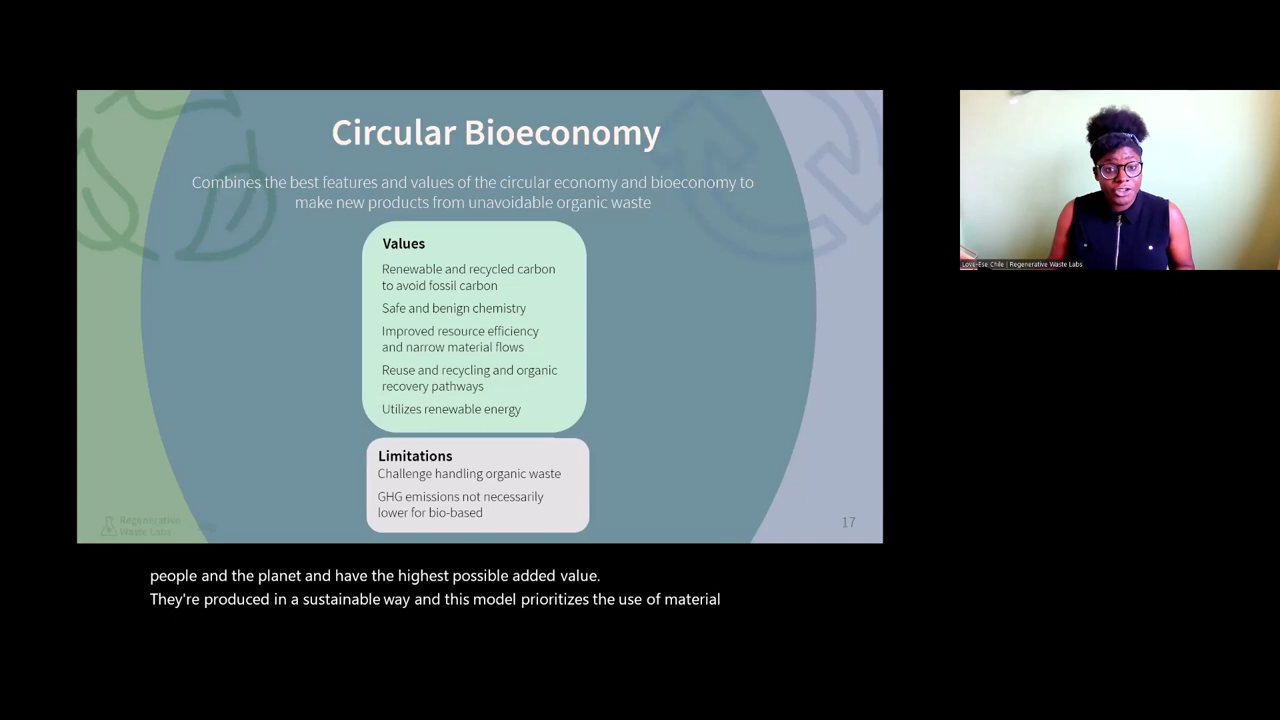 Circular Bioeconomy
Combines the best features and values of the circular economy and bioeconomy to
make new products from unavoidable organic waste
Values
Renewable and recycled carbon
to avoid fossil carbon
Safe and benign chemistry
Improved resource efficiency
and narrow material flows
Reuse and recycling and organic
recovery pathways
Utilizes renewable energy
Limitations
Challenge handling organic waste
GHG emissions not necessarily
lower for bio-based
Regenerative
Waste Labs
17
Love-Ese Chile | Regenerative Waste Labs
people and the planet and have the highest possible added value.
They're produced in a sustainable way and this model prioritizes the use of material